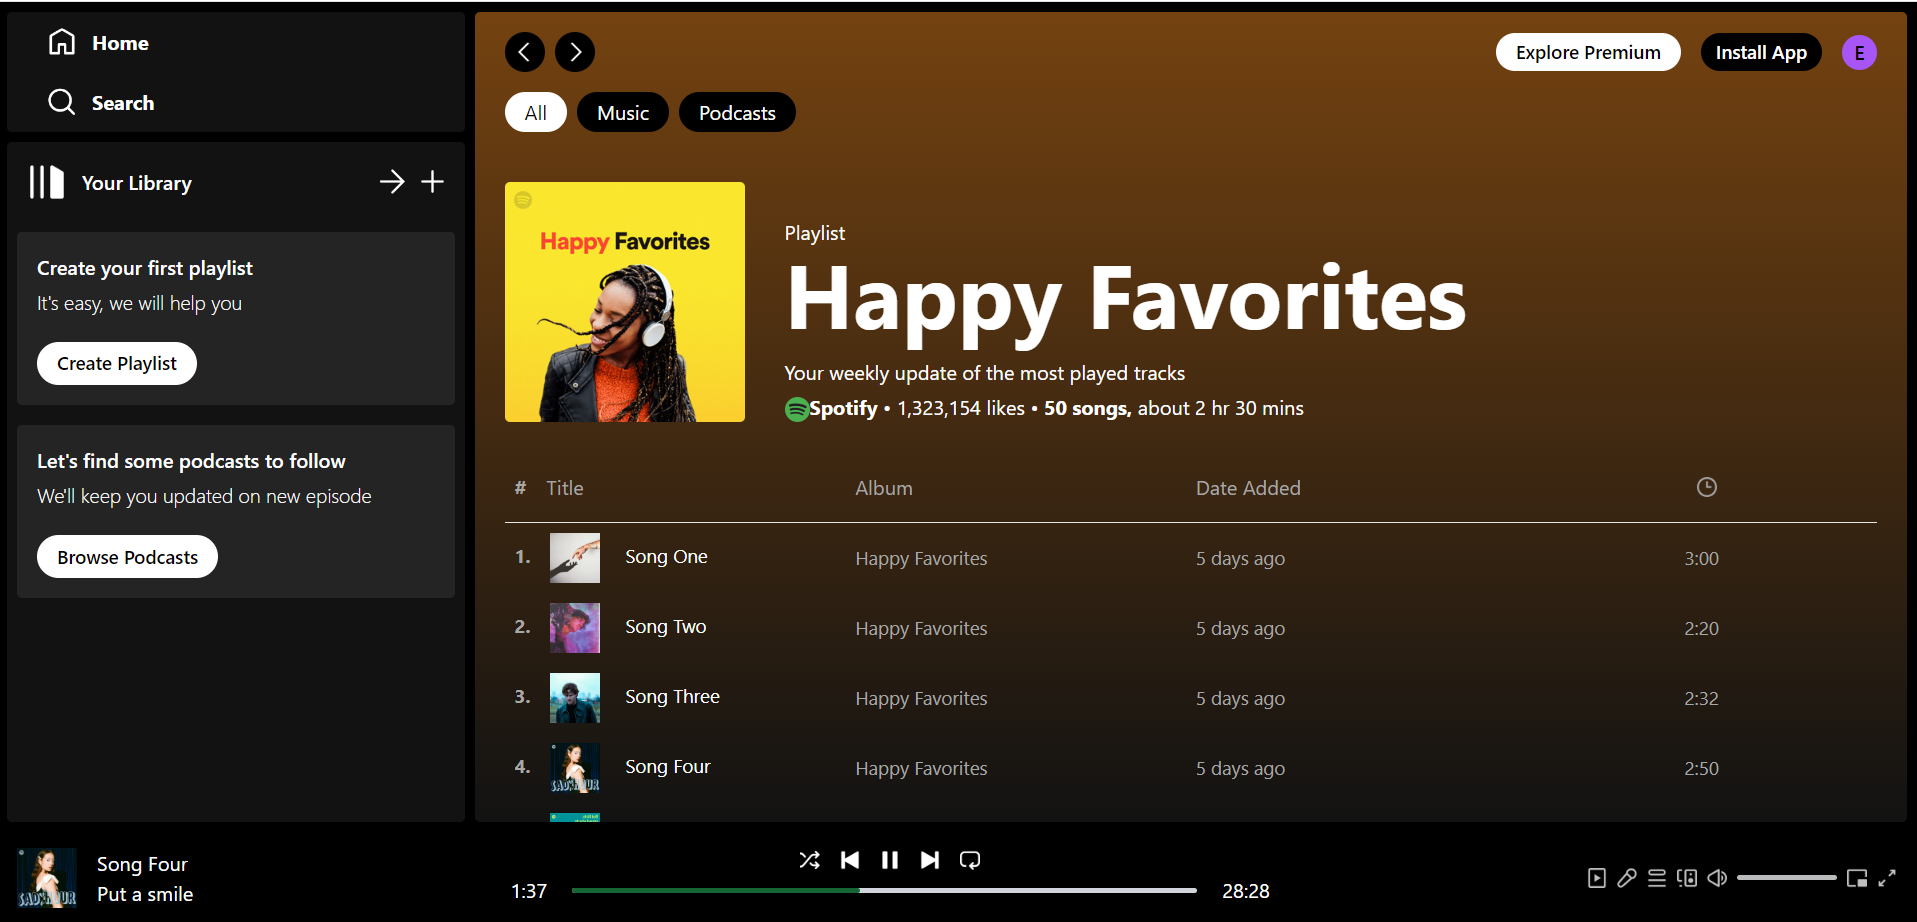 Home
Search
Your Library
Create your first playlist
It's easy, we will help you
Create Playlist
Let's find some podcasts to follow
We'll keep you updated on new episode
Browse Podcasts
Explore Premium
Install App
E
All
Music
Podcasts
Happy Favorites
Playlist
Happy Favorites
Your weekly update of the most played tracks
Spotify • 1,323,154 likes • 50 songs, about 2 hr 30 mins
# Title Album Date Added
1. Song One Happy Favorites 5 days ago 3:00
2. Song Two Happy Favorites 5 days ago 2:20
3. Song Three Happy Favorites 5 days ago 2:32
4. Song Four Happy Favorites 5 days ago 2:50
SAD HOUR
Song Four
Put a smile
SAD HOUR
1:37
28:28